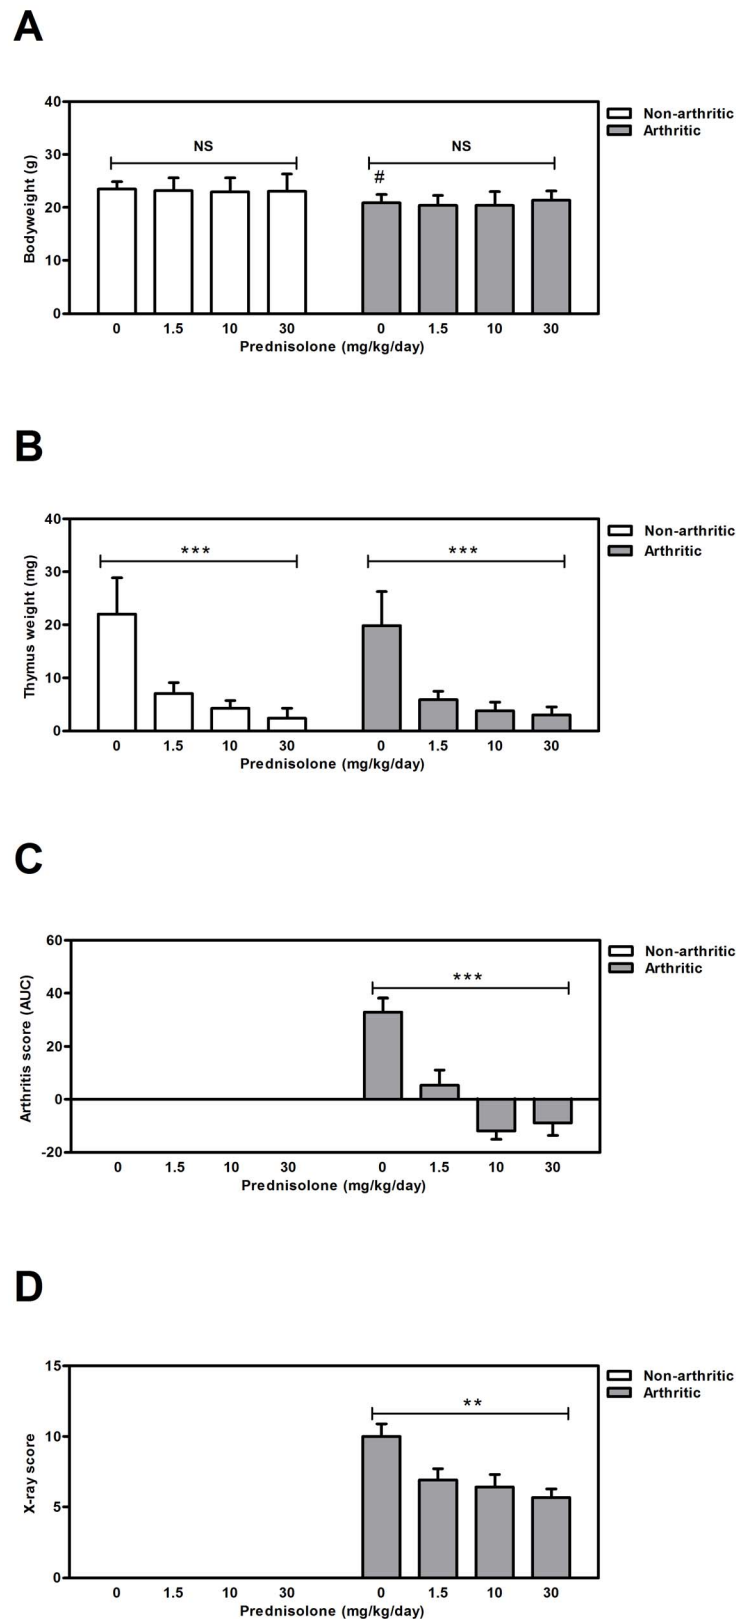 A
Bodyweight (g)
40
30
20
10
0
NS
NS
#
Non-arthritic
Arthritic
0 1.5 10 30 0 1.5 10 30
Prednisolone (mg/kg/day)
B
Thymus weight (mg)
40
30
20
10
0
***
***
Non-arthritic
Arthritic
0 1.5 10 30 0 1.5 10 30
Prednisolone (mg/kg/day)
C
Arthritis score (AUC)
60
40
20
0
-20
***
Non-arthritic
Arthritic
0 1.5 10 30 0 1.5 10 30
Prednisolone (mg/kg/day)
D
X-ray score
15
10
5
0
**
Non-arthritic
Arthritic
0 1.5 10 30 0 1.5 10 30
Prednisolone (mg/kg/day)